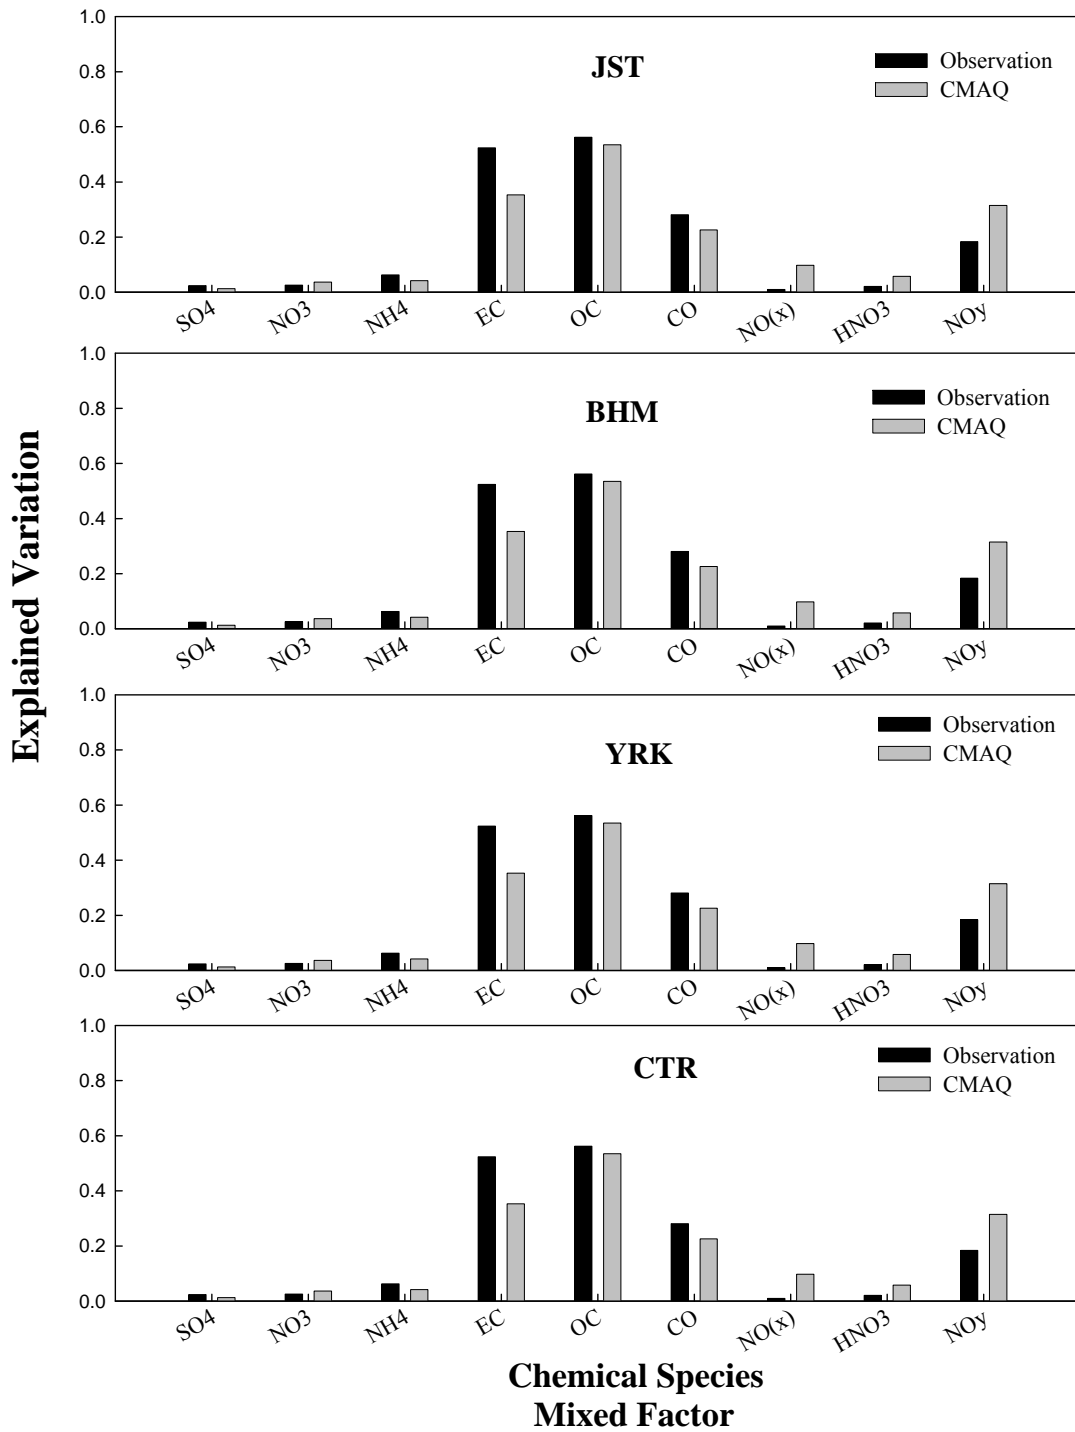 Explained Variation
1.0
0.8
0.6
0.4
0.2
0.0
JST
Observation
CMAQ
SO4 NO3 NH4 EC OC CO NO(x) HNO3 NOy
1.0
0.8
0.6
0.4
0.2
0.0
BHM
Observation
CMAQ
SO4 NO3 NH4 EC OC CO NO(x) HNO3 NOy
1.0
0.8
0.6
0.4
0.2
0.0
YRK
Observation
CMAQ
SO4 NO3 NH4 EC OC CO NO(x) HNO3 NOy
1.0
0.8
0.6
0.4
0.2
0.0
CTR
Observation
CMAQ
SO4 NO3 NH4 EC OC CO NO(x) HNO3 NOy
Chemical Species
Mixed Factor